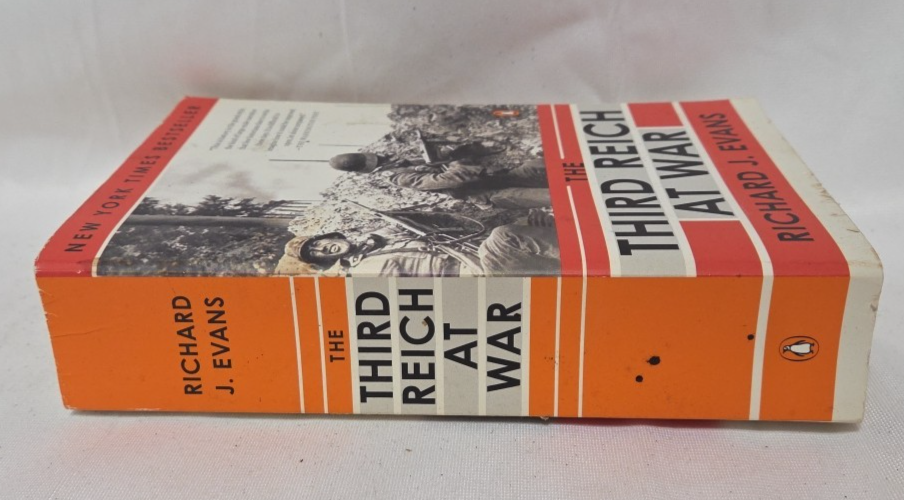 NEW YORK TIMES BESTSELLER
THE
THIRD REICH
AT WAR
RICHARD J. EVANS
RICHARD
J. EVANS
THE
THIRD
REICH
AT
WAR